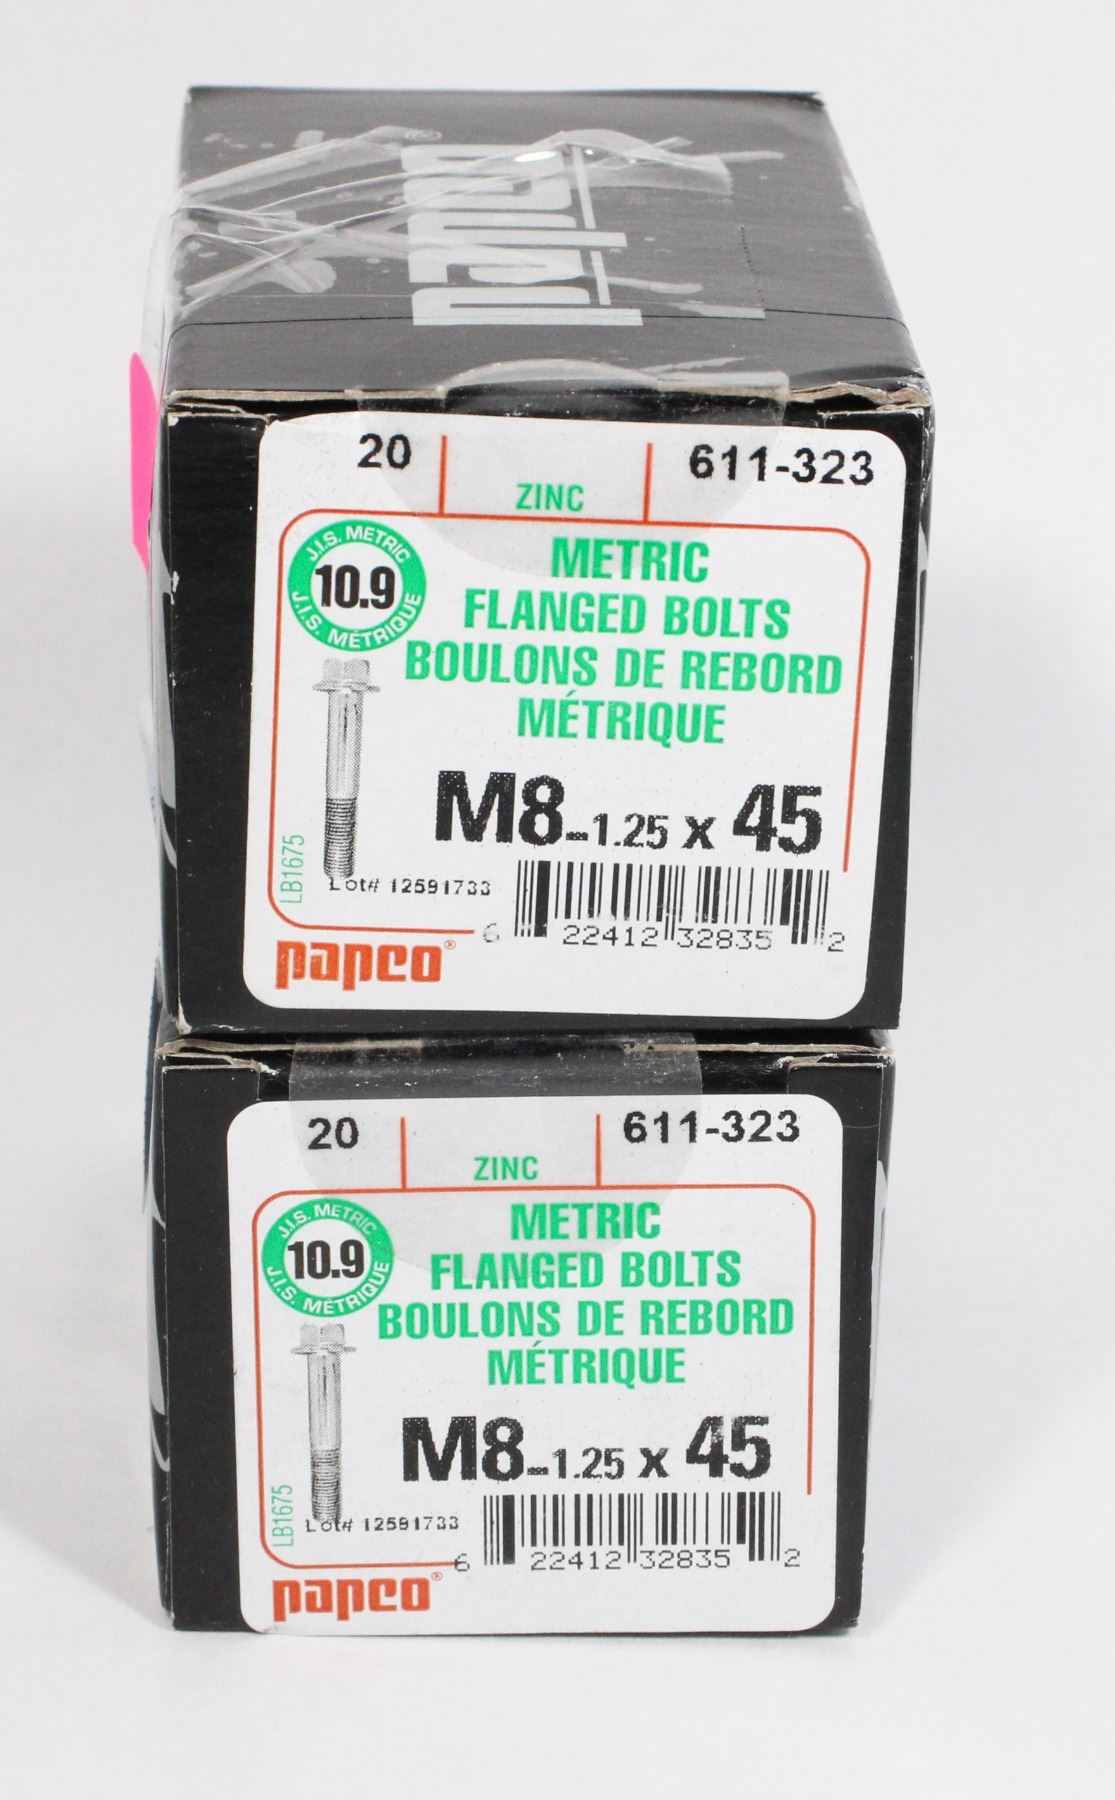 papco®
20 611-323
ZINC
J.I.S. METRIC
10.9
J.I.S. MÉTRIQUE
METRIC
FLANGED BOLTS
BOULONS DE REBORD
MÉTRIQUE
M8-1.25 x 45
LB1675
Lot# 12591733
6 22412 32835 2
papco®
20 611-323
ZINC
J.I.S. METRIC
10.9
J.I.S. MÉTRIQUE
METRIC
FLANGED BOLTS
BOULONS DE REBORD
MÉTRIQUE
M8-1.25 x 45
LB1675
Lot# 12591733
6 22412 32835 2
papco®